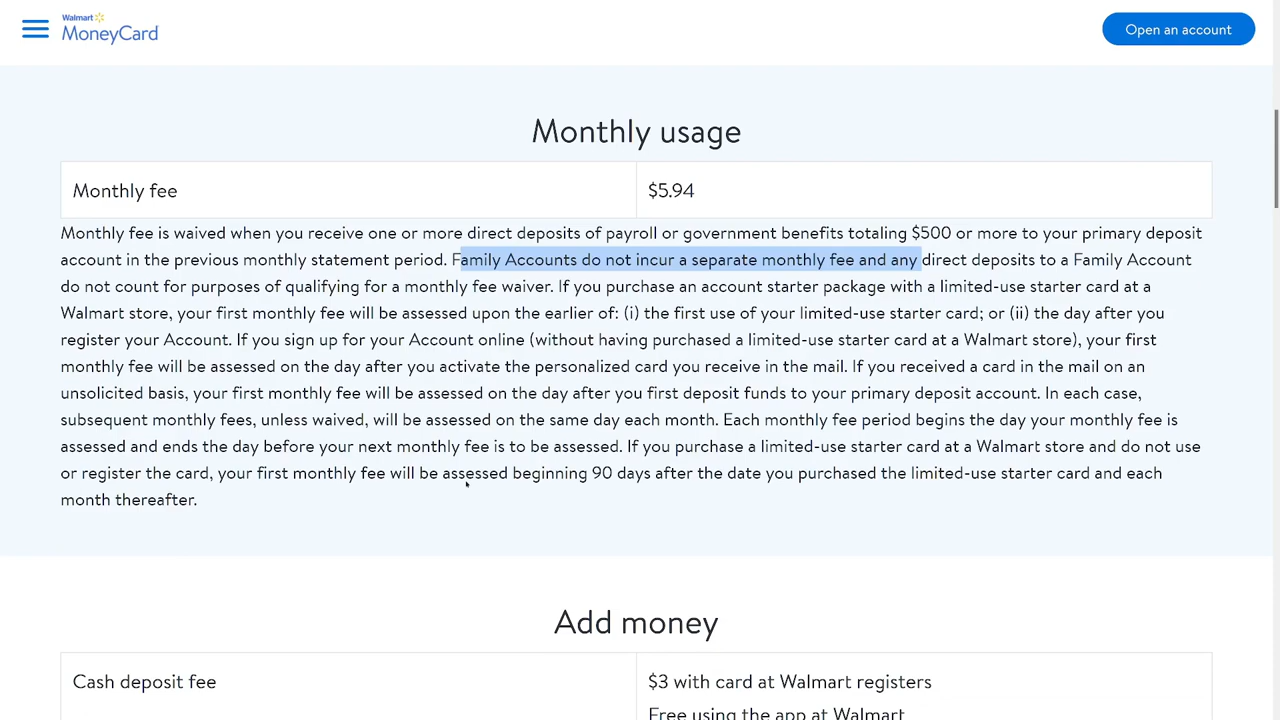 Walmart
MoneyCard
Open an account
Monthly usage
Monthly fee
$5.94
Monthly fee is waived when you receive one or more direct deposits of payroll or government benefits totaling $500 or more to your primary deposit
account in the previous monthly statement period. Family Accounts do not incur a separate monthly fee and any direct deposits to a Family Account
do not count for purposes of qualifying for a monthly fee waiver. If you purchase an account starter package with a limited-use starter card at a
Walmart store, your first monthly fee will be assessed upon the earlier of: (i) the first use of your limited-use starter card; or (ii) the day after you
register your Account. If you sign up for your Account online (without having purchased a limited-use starter card at a Walmart store), your first
monthly fee will be assessed on the day after you activate the personalized card you receive in the mail. If you received a card in the mail on an
unsolicited basis, your first monthly fee will be assessed on the day after you first deposit funds to your primary deposit account. In each case,
subsequent monthly fees, unless waived, will be assessed on the same day each month. Each monthly fee period begins the day your monthly fee is
assessed and ends the day before your next monthly fee is to be assessed. If you purchase a limited-use starter card at a Walmart store and do not use
or register the card, your first monthly fee will be assessed beginning 90 days after the date you purchased the limited-use starter card and each
month thereafter.
Add money
Cash deposit fee
$3 with card at Walmart registers
Free using the app at Walmart